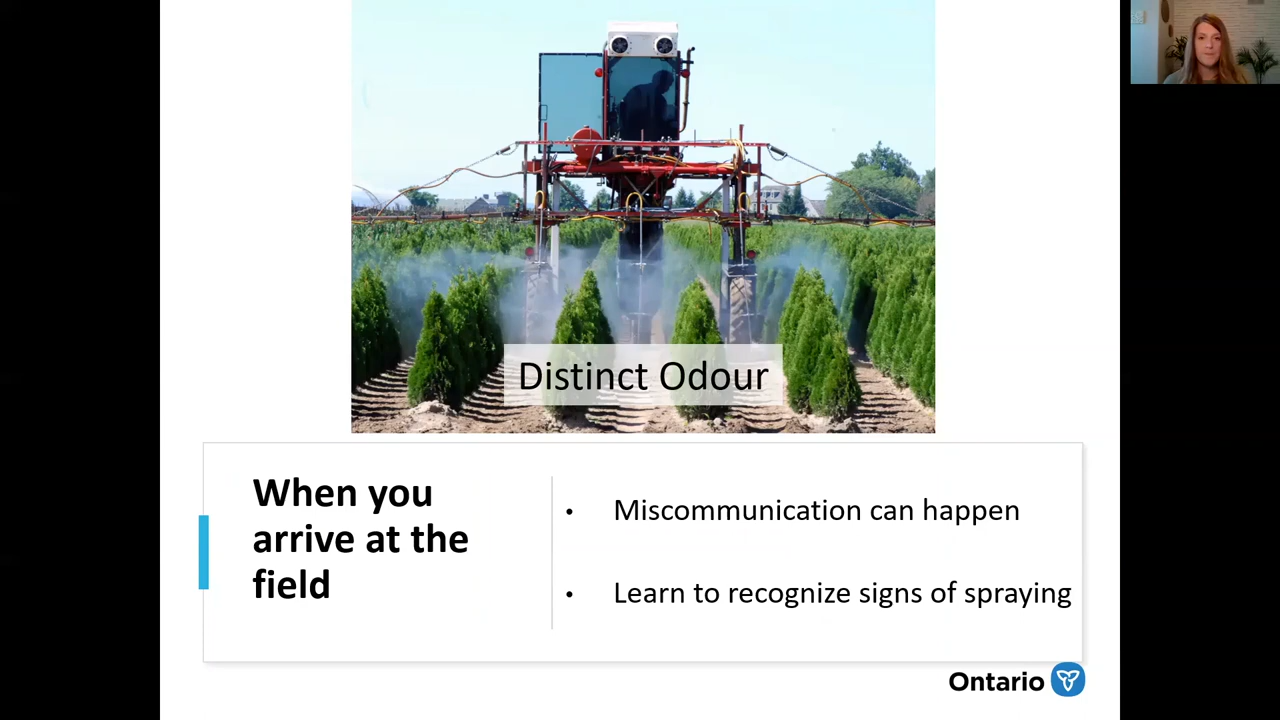 Distinct Odour
When you
arrive at the
field
• Miscommunication can happen
• Learn to recognize signs of spraying
Ontario